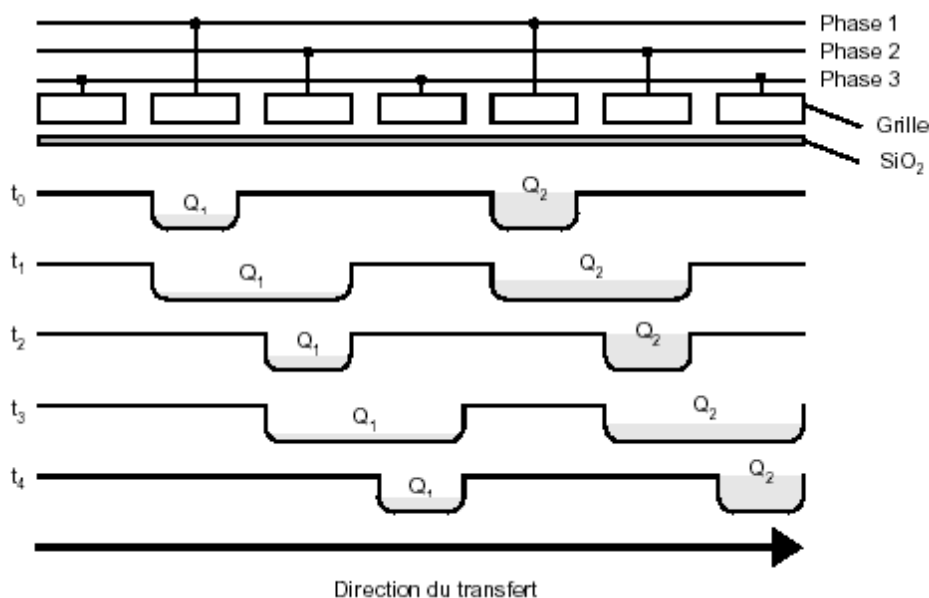 Phase 1
Phase 2
Phase 3
Grille
SiO₂
t₀ Q₁ Q₂
t₁ Q₁ Q₂
t₂ Q₁ Q₂
t₃ Q₁ Q₂
t₄ Q₁ Q₂
Direction du transfert